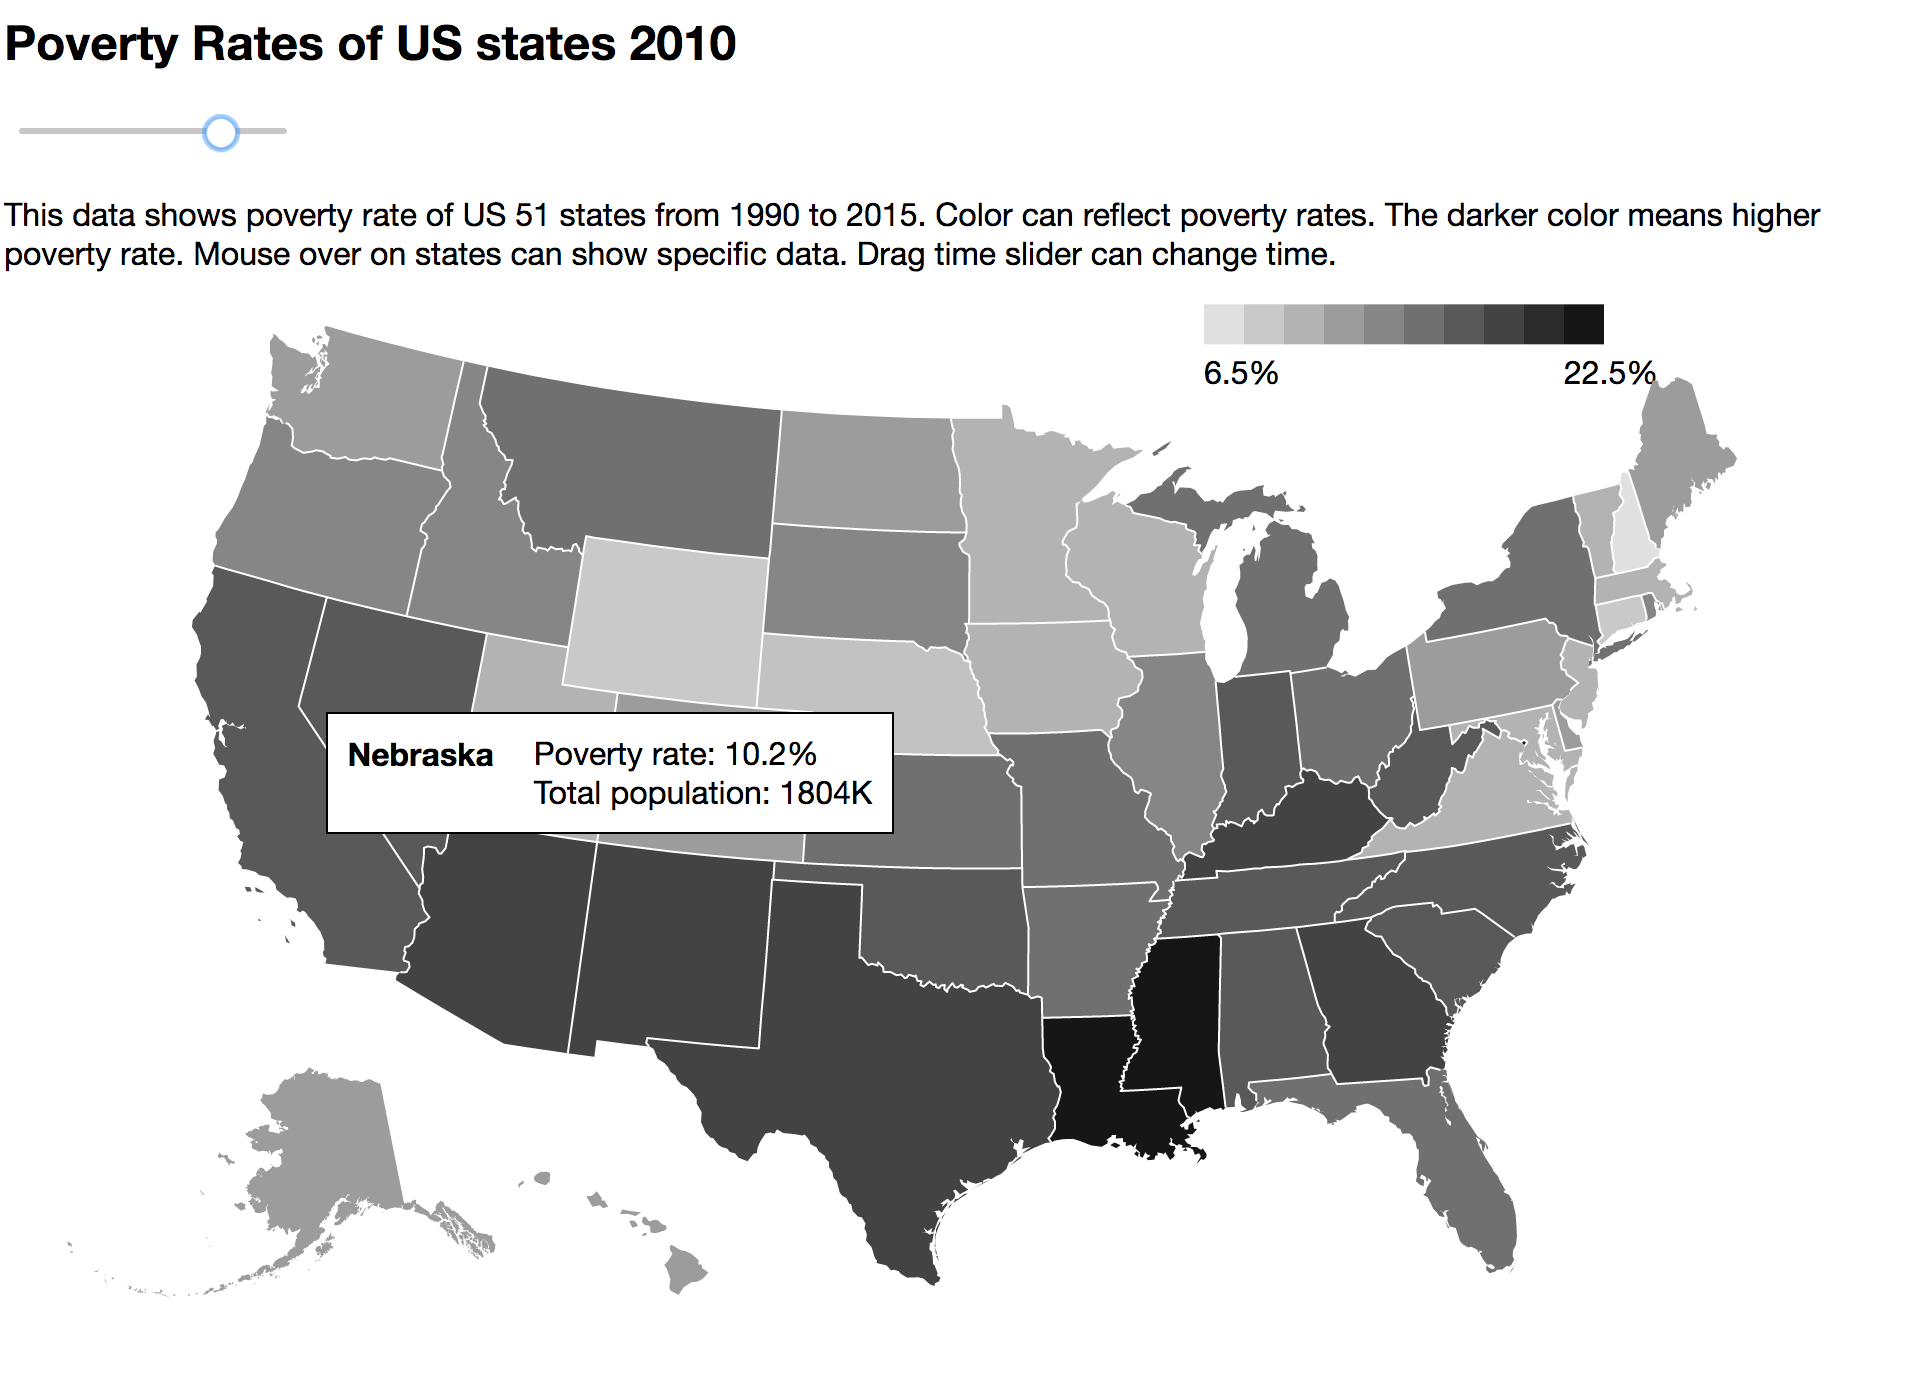 Poverty Rates of US states 2010
This data shows poverty rate of US 51 states from 1990 to 2015. Color can reflect poverty rates. The darker color means higher
poverty rate. Mouse over on states can show specific data. Drag time slider can change time.
6.5% 22.5%
Nebraska Poverty rate: 10.2%
Total population: 1804K